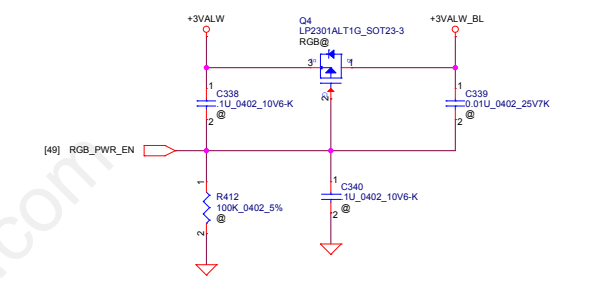 +3VALW
Q4
LP2301ALT1G_SOT23-3
RGB@
+3VALW_BL
3
1
2
1
C338
.1U_0402_10V6-K
@
2
1
C339
0.01U_0402_25V7K
@
2
[49] RGB_PWR_EN
1
R412
100K_0402_5%
@
2
1
C340
.1U_0402_10V6-K
@
2
.com